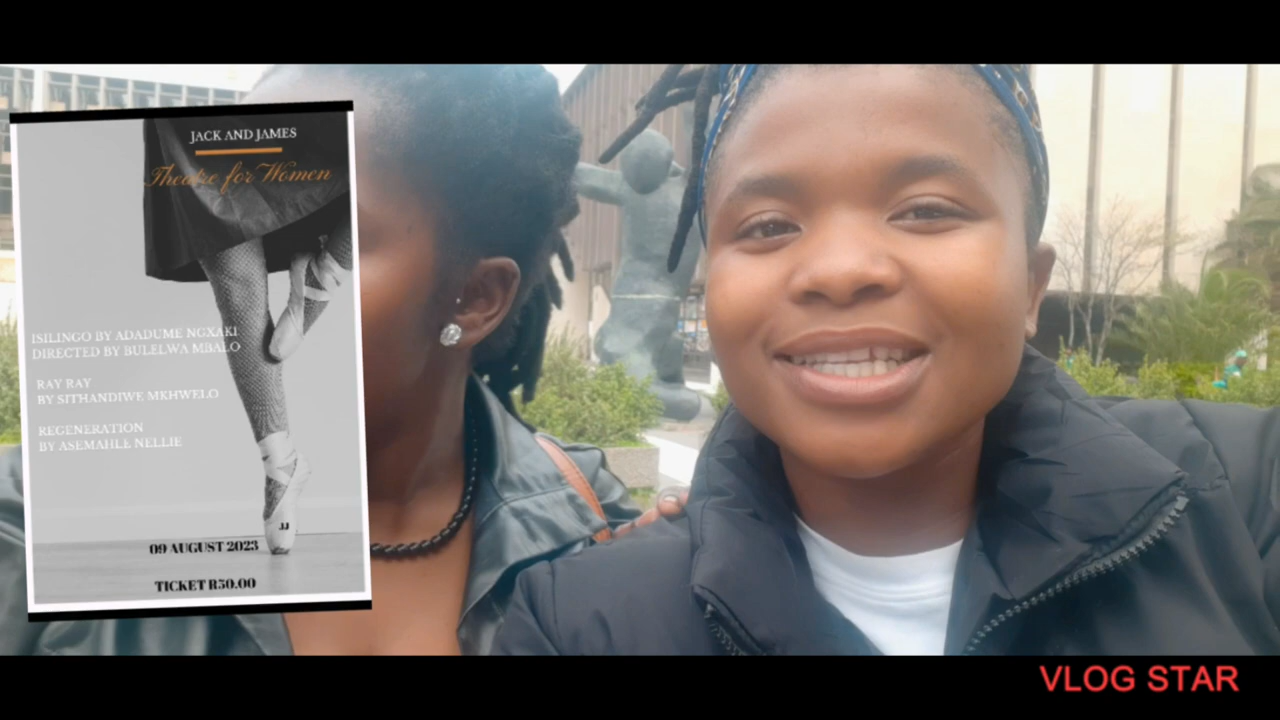 JACK AND JAMES
Theatre for Women
ISILINGO BY ADADUME NGXAKI
DIRECTED BY BULELWA MBALO
RAY RAY
BY SITHANDIWE MKHWELO
REGENERATION
BY ASEMAHLE NELLIE
JJ
09 AUGUST 2023
TICKET R50.00
VLOG STAR